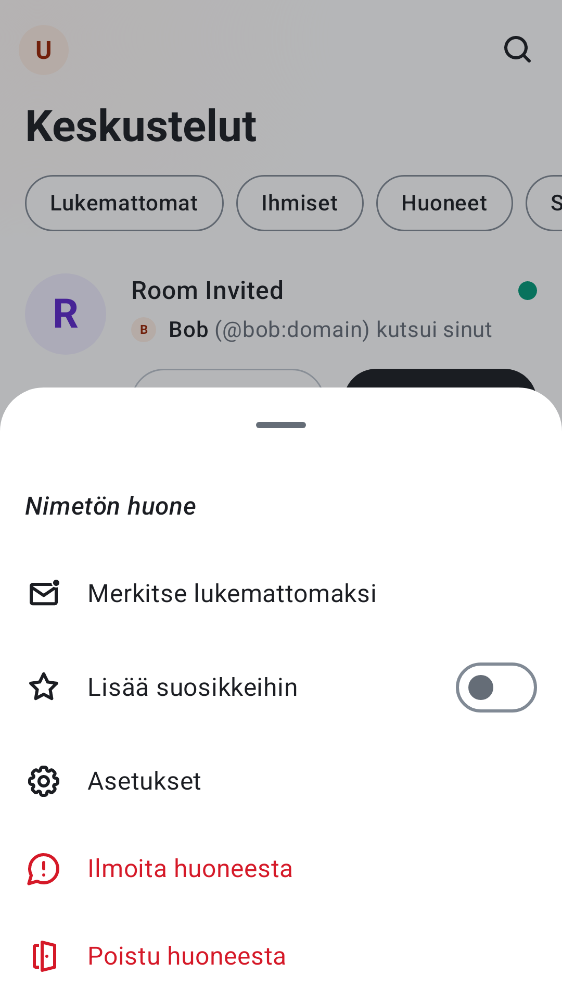 U
Keskustelut
Lukemattomat
Ihmiset
Huoneet
S
R
Room Invited
B
Bob (@bob:domain) kutsui sinut
Nimetön huone
Merkitse lukemattomaksi
Lisää suosikkeihin
Asetukset
Ilmoita huoneesta
Poistu huoneesta